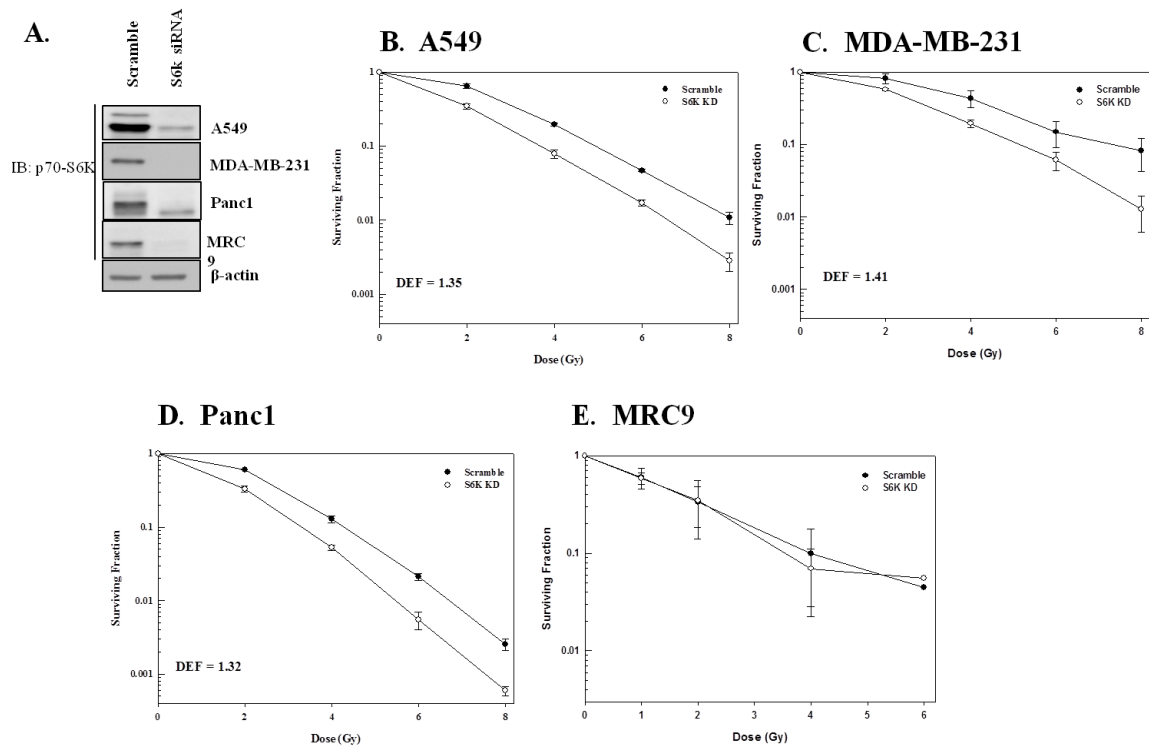 A.
Scramble
S6k siRNA
IB: p70-S6K
A549
MDA-MB-231
Panc1
MRC
9
β-actin
B. A549
Surviving Fraction
1
0.1
0.01
0.001
Scramble
S6K KD
DEF = 1.35
0 2 4 6 8
Dose (Gy)
C. MDA-MB-231
Surviving Fraction
1
0.1
0.01
0.001
Scramble
S6K KD
DEF = 1.41
0 2 4 6 8
Dose (Gy)
D. Panc1
Surviving Fraction
1
0.1
0.01
0.001
Scramble
S6K KD
DEF = 1.32
0 2 4 6 8
Dose (Gy)
E. MRC9
Surviving Fraction
1
0.1
0.01
Scramble
S6K KD
0 1 2 3 4 5 6
Dose (Gy)